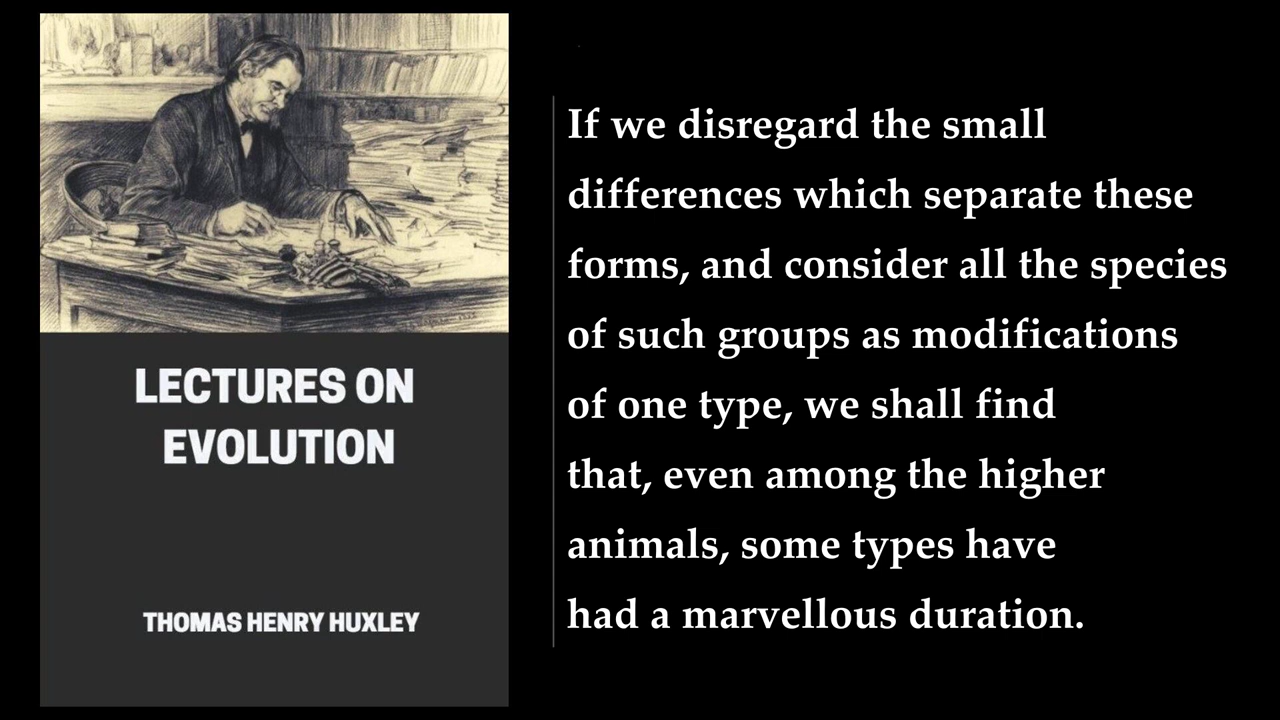 LECTURES ON
EVOLUTION
THOMAS HENRY HUXLEY
If we disregard the small
differences which separate these
forms, and consider all the species
of such groups as modifications
of one type, we shall find
that, even among the higher
animals, some types have
had a marvellous duration.